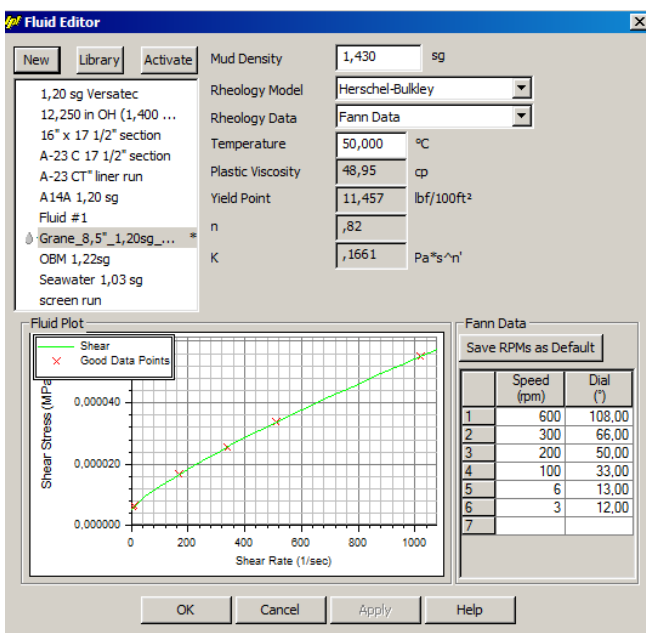 Fluid Editor
New Library Activate
1,20 sg Versatec
12,250 in OH (1,400 ...
16" x 17 1/2" section
A-23 C 17 1/2" section
A-23 CT" liner run
A14A 1,20 sg
Fluid #1
Grane_8,5"_1,20sg_... *
OBM 1,22sg
Seawater 1,03 sg
screen run
Mud Density 1,430 sg
Rheology Model Herschel-Bulkley
Rheology Data Fann Data
Temperature 50,000 °C
Plastic Viscosity 48,95 cp
Yield Point 11,457 lbf/100ft²
n ,82
K ,1661 Pa*s^n'
Fluid Plot
Shear
Good Data Points
Shear Stress (MPa
0,000040
0,000020
0,000000
0 200 400 600 800 1000
Shear Rate (1/sec)
Fann Data
Save RPMs as Default
Speed (rpm) Dial (°)
1 600 108,00
2 300 66,00
3 200 50,00
4 100 33,00
5 6 13,00
6 3 12,00
7
OK Cancel Apply Help